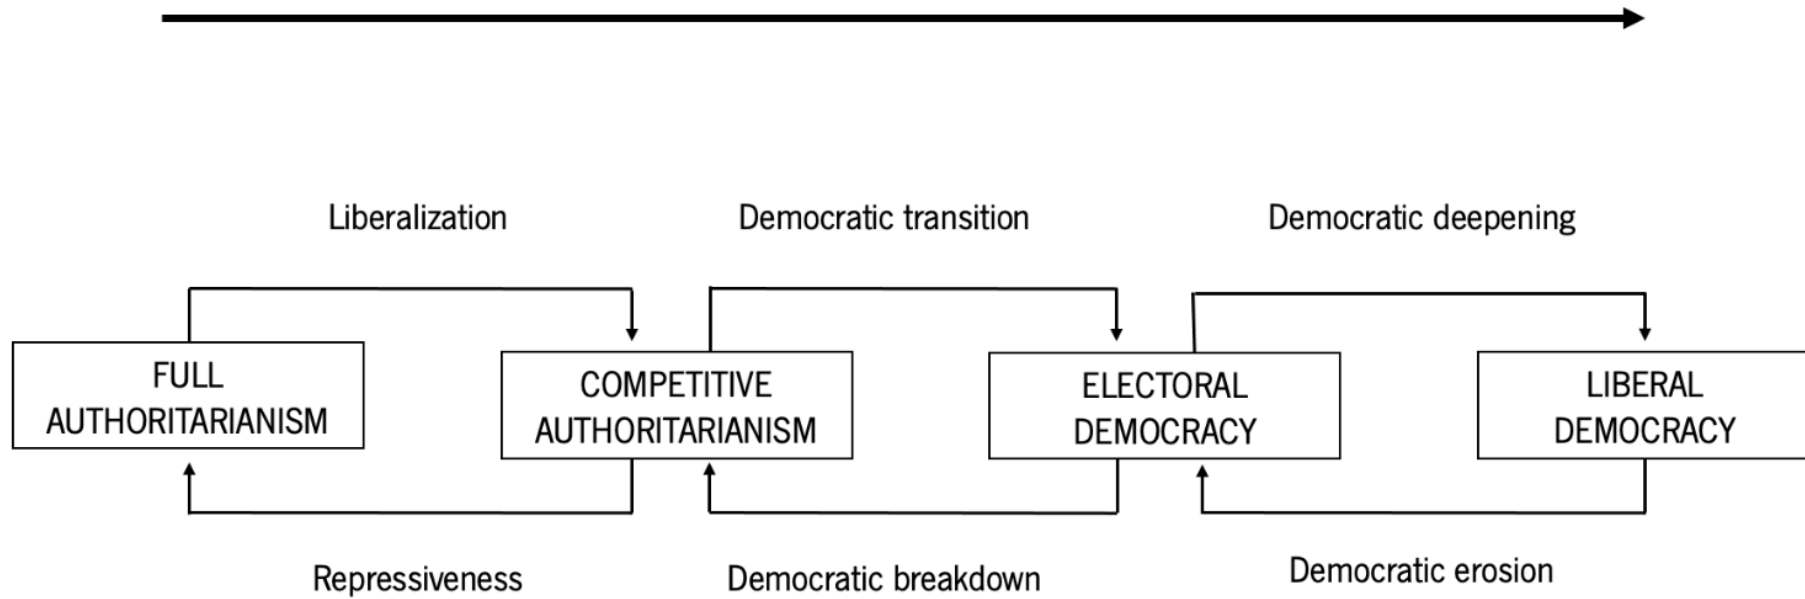 Liberalization
Democratic transition
Democratic deepening
FULL
AUTHORITARIANISM
COMPETITIVE
AUTHORITARIANISM
ELECTORAL
DEMOCRACY
LIBERAL
DEMOCRACY
Repressiveness
Democratic breakdown
Democratic erosion